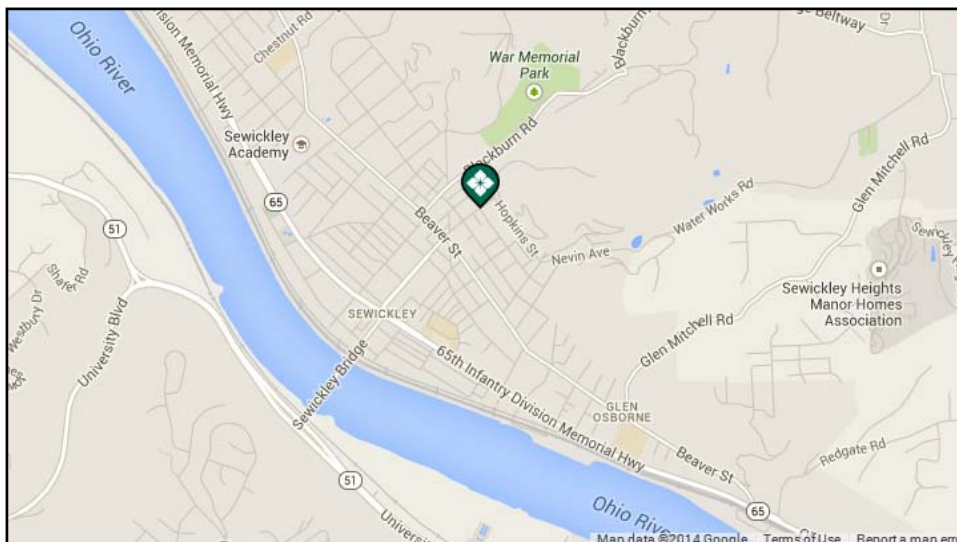 Ohio River
Division Memorial Hwy
Chestnut Rd
Blackburn
Beltway
Dr
War Memorial
Park
Sewickley
Academy
Blackburn Rd
65
51
Beaver St
Hopkins St
Nevin Ave
Water Works Rd
Glen Mitchell Rd
Sewickley
Sewickley Heights
Manor Homes
Association
Shafer Rd
Westbury Dr
University Blvd
SEWICKLEY
Sewickley Bridge
65th Infantry Division Memorial Hwy
Glen Mitchell Rd
GLEN
OSBORNE
Beaver St
Redgate Rd
51
65
Ohio River
Map data ©2014 Google Terms of Use Report a map err